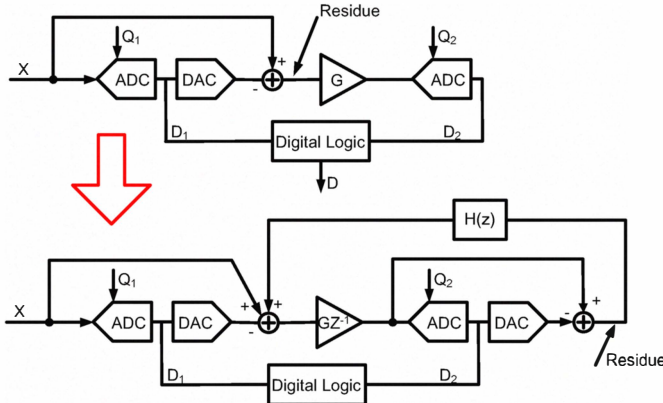 Residue
Q1 Q2
X ADC DAC - + G ADC
D1 Digital Logic D2
D
H(z)
Q1 + + Q2 +
X ADC DAC - GZ-1 ADC DAC -
Residue
D1 Digital Logic D2